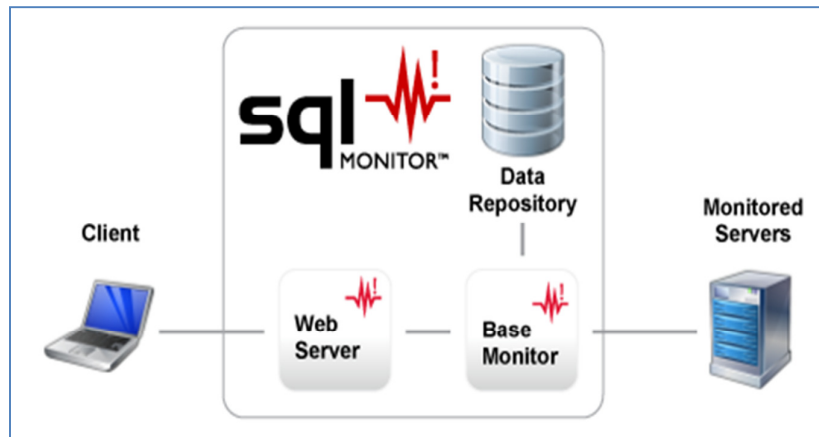 sql
MONITOR™
Data
Repository
Client
Monitored
Servers
Web
Server
Base
Monitor